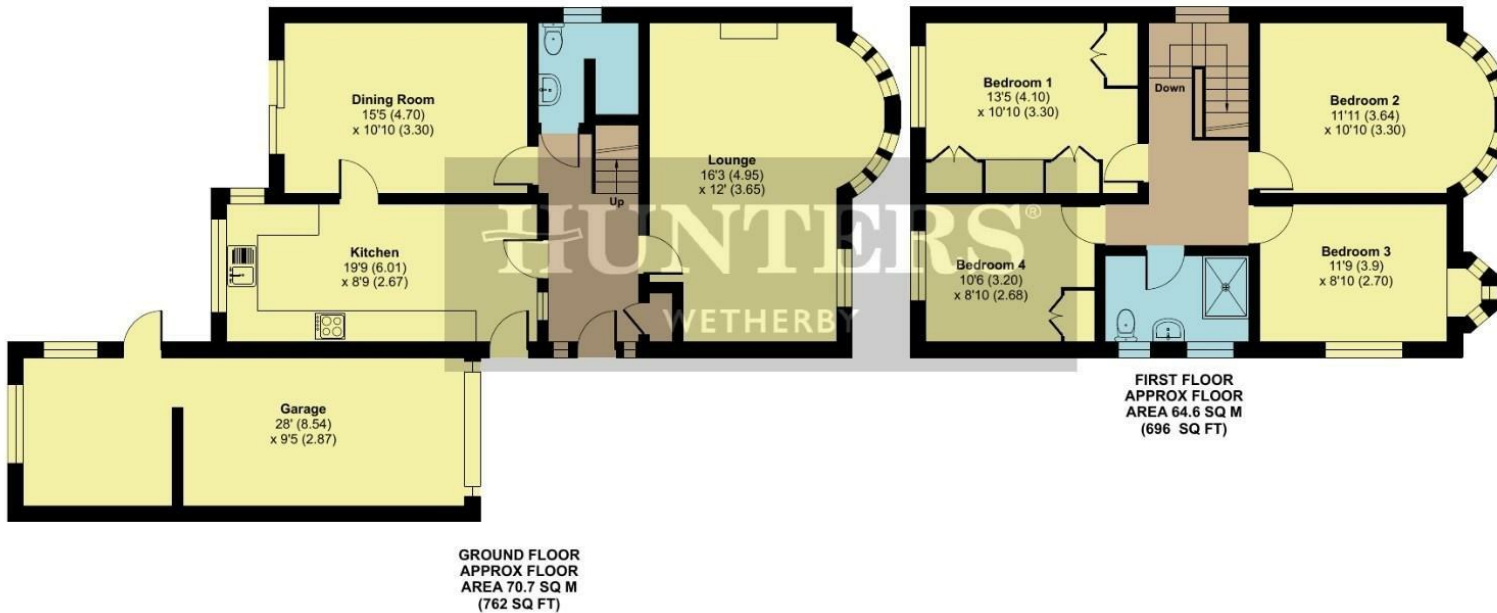 Dining Room
15'5 (4.70)
x 10'10 (3.30)
Kitchen
19'9 (6.01)
x 8'9 (2.67)
Up
Lounge
16'3 (4.95)
x 12' (3.65)
Garage
28' (8.54)
x 9'5 (2.87)
GROUND FLOOR
APPROX FLOOR
AREA 70.7 SQ M
(762 SQ FT)
Bedroom 1
13'5 (4.10)
x 10'10 (3.30)
Down
Bedroom 2
11'11 (3.64)
x 10'10 (3.30)
Bedroom 4
10'6 (3.20)
x 8'10 (2.68)
Bedroom 3
11'9 (3.9)
x 8'10 (2.70)
FIRST FLOOR
APPROX FLOOR
AREA 64.6 SQ M
(696 SQ FT)
HUNTERS®
WETHERBY